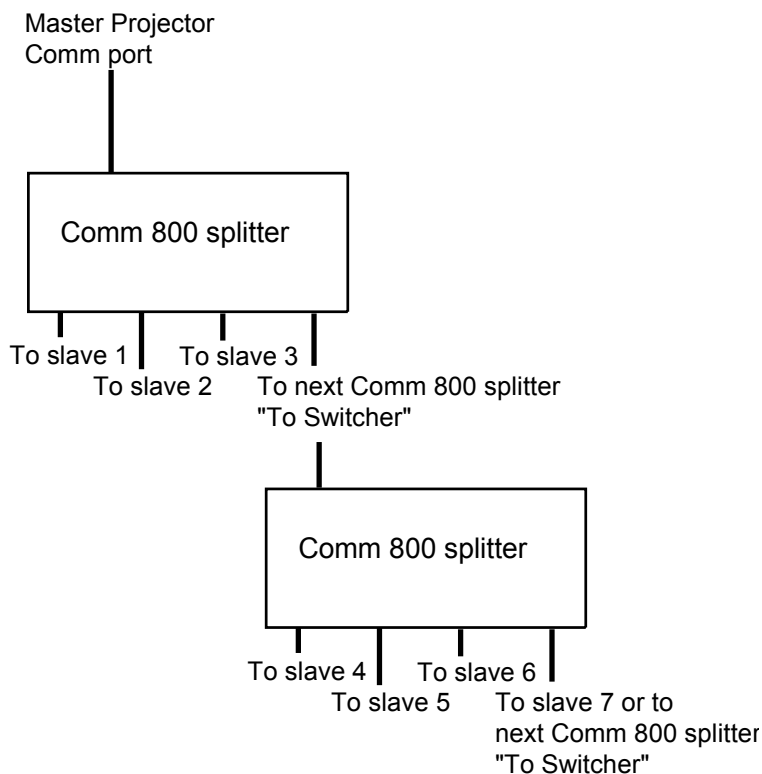 Master Projector
Comm port
Comm 800 splitter
To slave 1
To slave 2
To slave 3
To next Comm 800 splitter
"To Switcher"
Comm 800 splitter
To slave 4
To slave 5
To slave 6
To slave 7 or to
next Comm 800 splitter
"To Switcher"